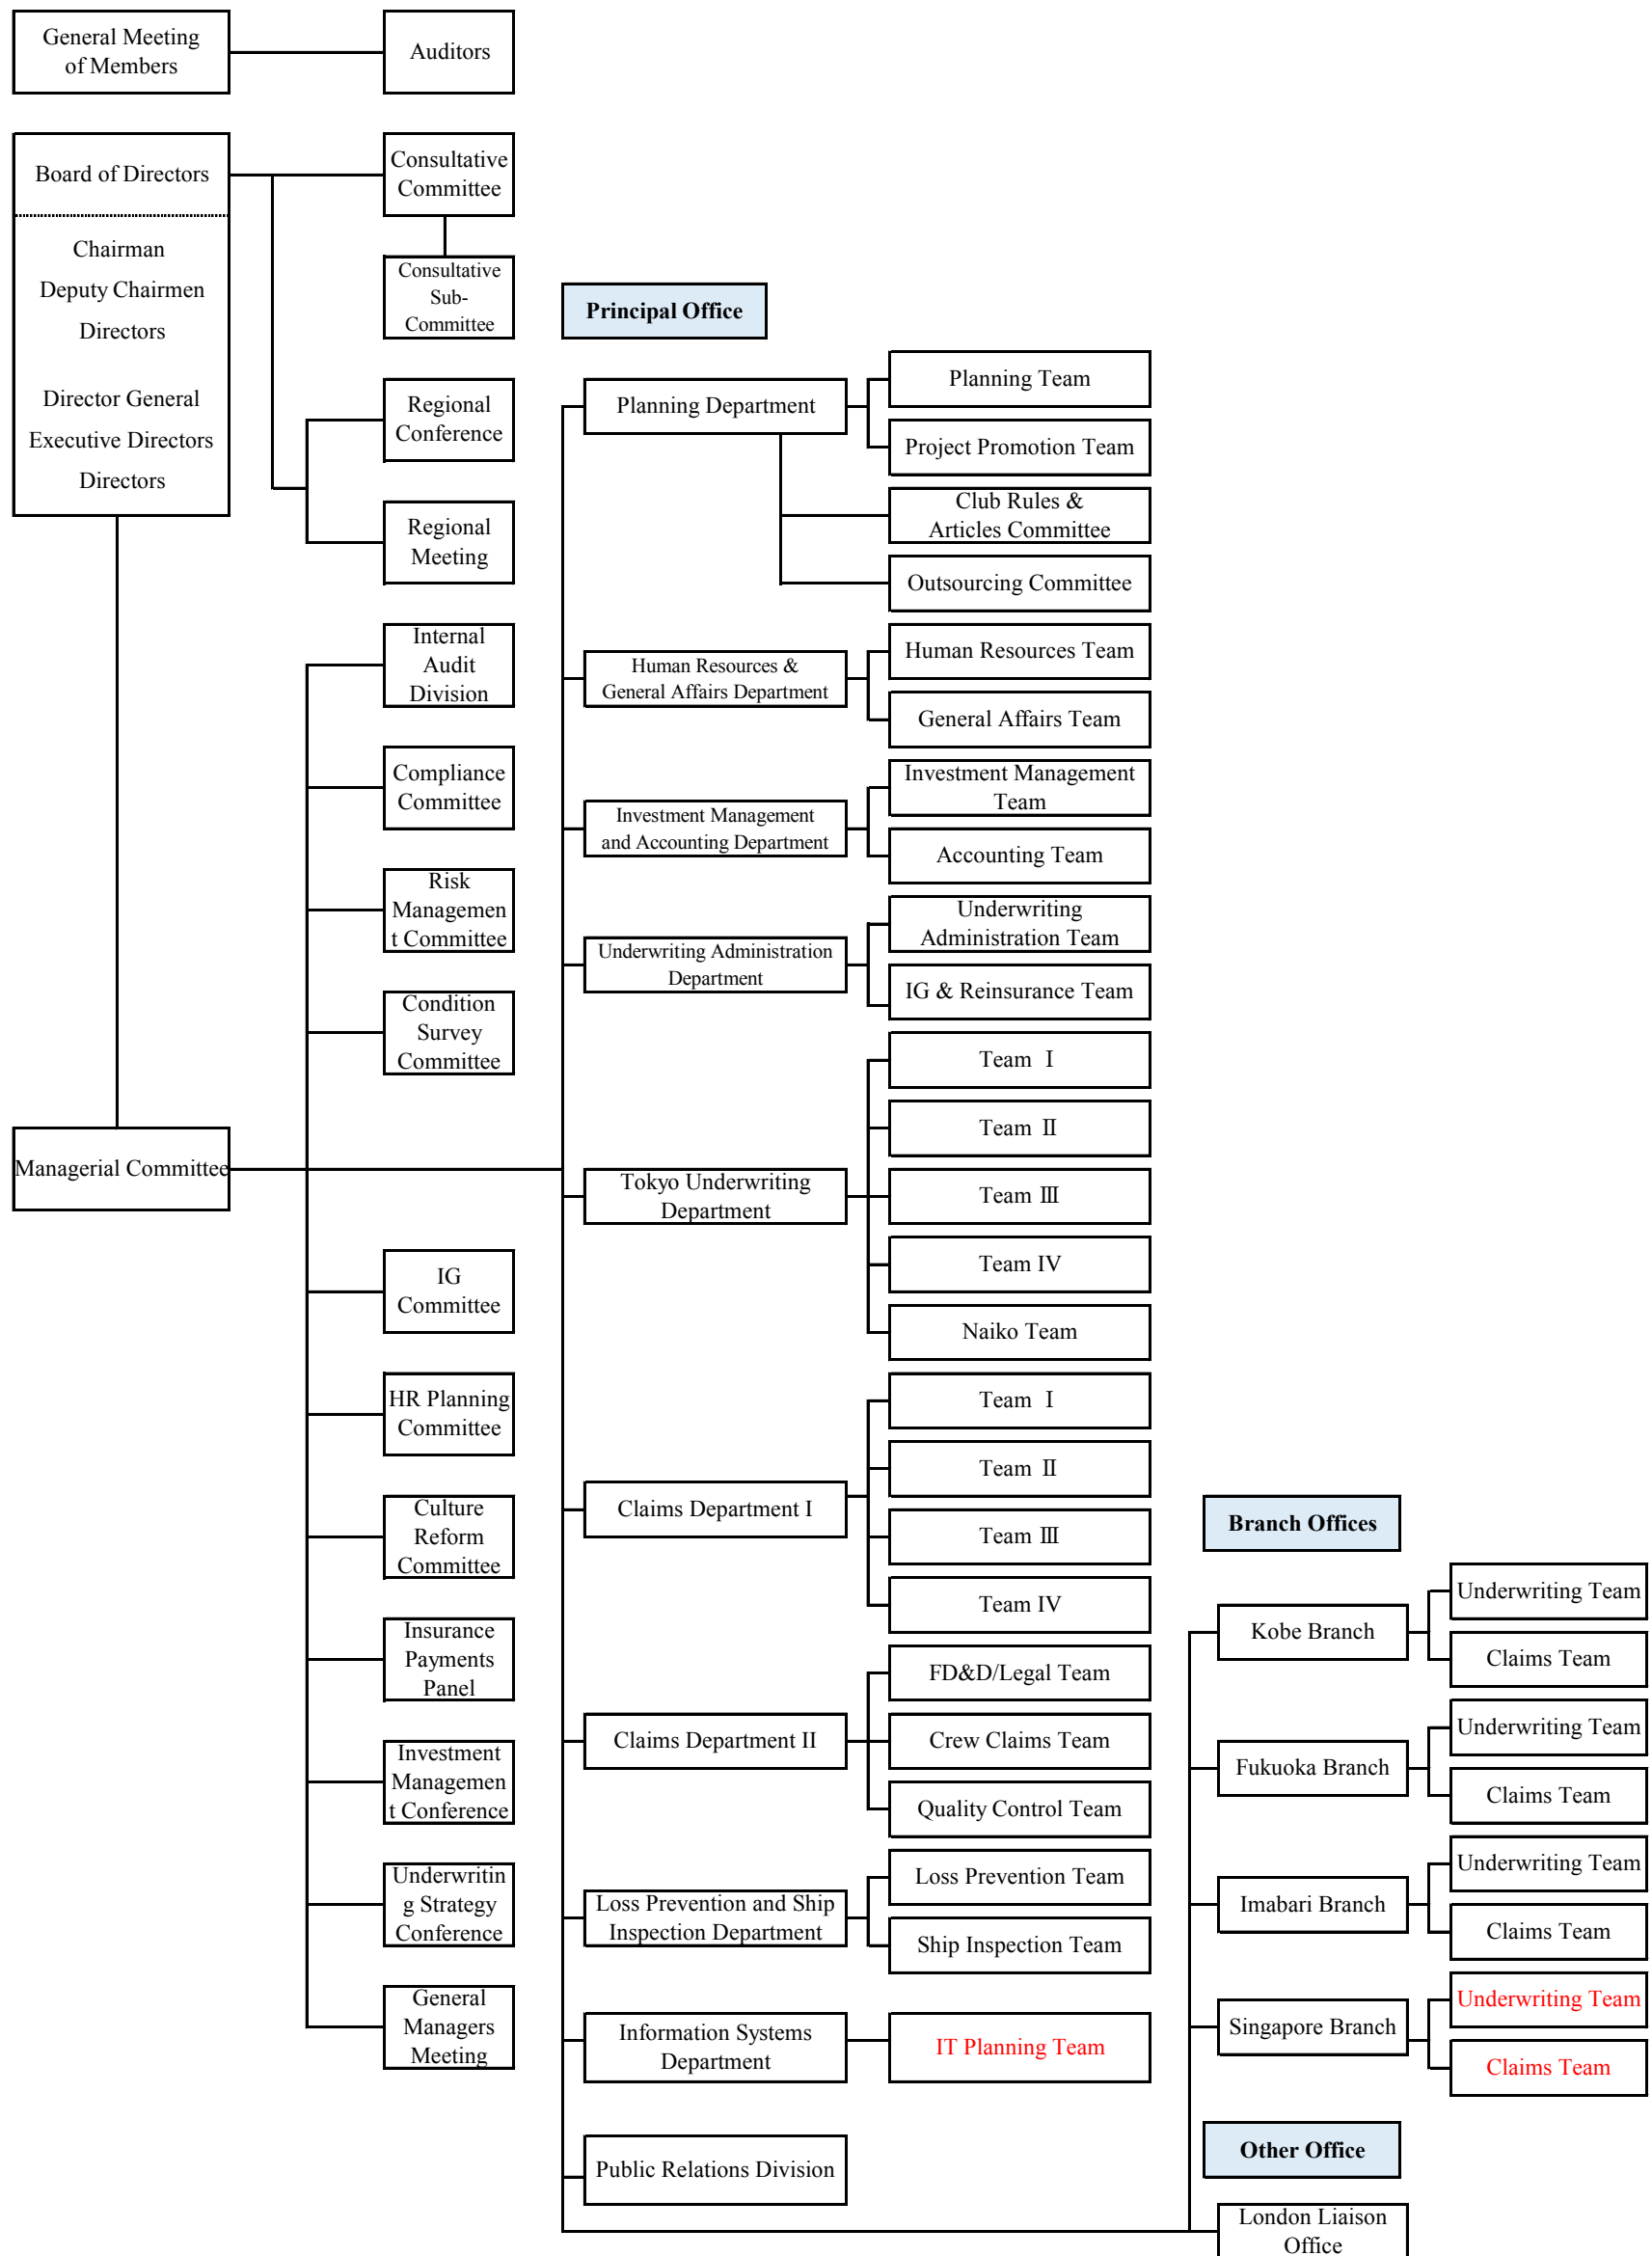 General Meeting
of Members
Auditors
Board of Directors
Chairman
Deputy Chairmen
Directors
Director General
Executive Directors
Directors
Managerial Committee
Consultative
Committee
Consultative
Sub-
Committee
Regional
Conference
Regional
Meeting
Internal
Audit
Division
Compliance
Committee
Risk
Managemen
t Committee
Condition
Survey
Committee
IG
Committee
HR Planning
Committee
Culture
Reform
Committee
Insurance
Payments
Panel
Investment
Managemen
t Conference
Underwritin
g Strategy
Conference
General
Managers
Meeting
Principal Office
Planning Department
Planning Team
Project Promotion Team
Club Rules &
Articles Committee
Outsourcing Committee
Human Resources &
General Affairs Department
Human Resources Team
General Affairs Team
Investment Management
and Accounting Department
Investment Management
Team
Accounting Team
Underwriting Administration
Department
Underwriting
Administration Team
IG & Reinsurance Team
Tokyo Underwriting
Department
Team Ⅰ
Team Ⅱ
Team Ⅲ
Team IV
Naiko Team
Claims Department I
Team Ⅰ
Team Ⅱ
Team Ⅲ
Team IV
Claims Department II
FD&D/Legal Team
Crew Claims Team
Quality Control Team
Loss Prevention and Ship
Inspection Department
Loss Prevention Team
Ship Inspection Team
Information Systems
Department
IT Planning Team
Public Relations Division
Branch Offices
Kobe Branch
Underwriting Team
Claims Team
Fukuoka Branch
Underwriting Team
Claims Team
Imabari Branch
Underwriting Team
Claims Team
Singapore Branch
Underwriting Team
Claims Team
Other Office
London Liaison
Office